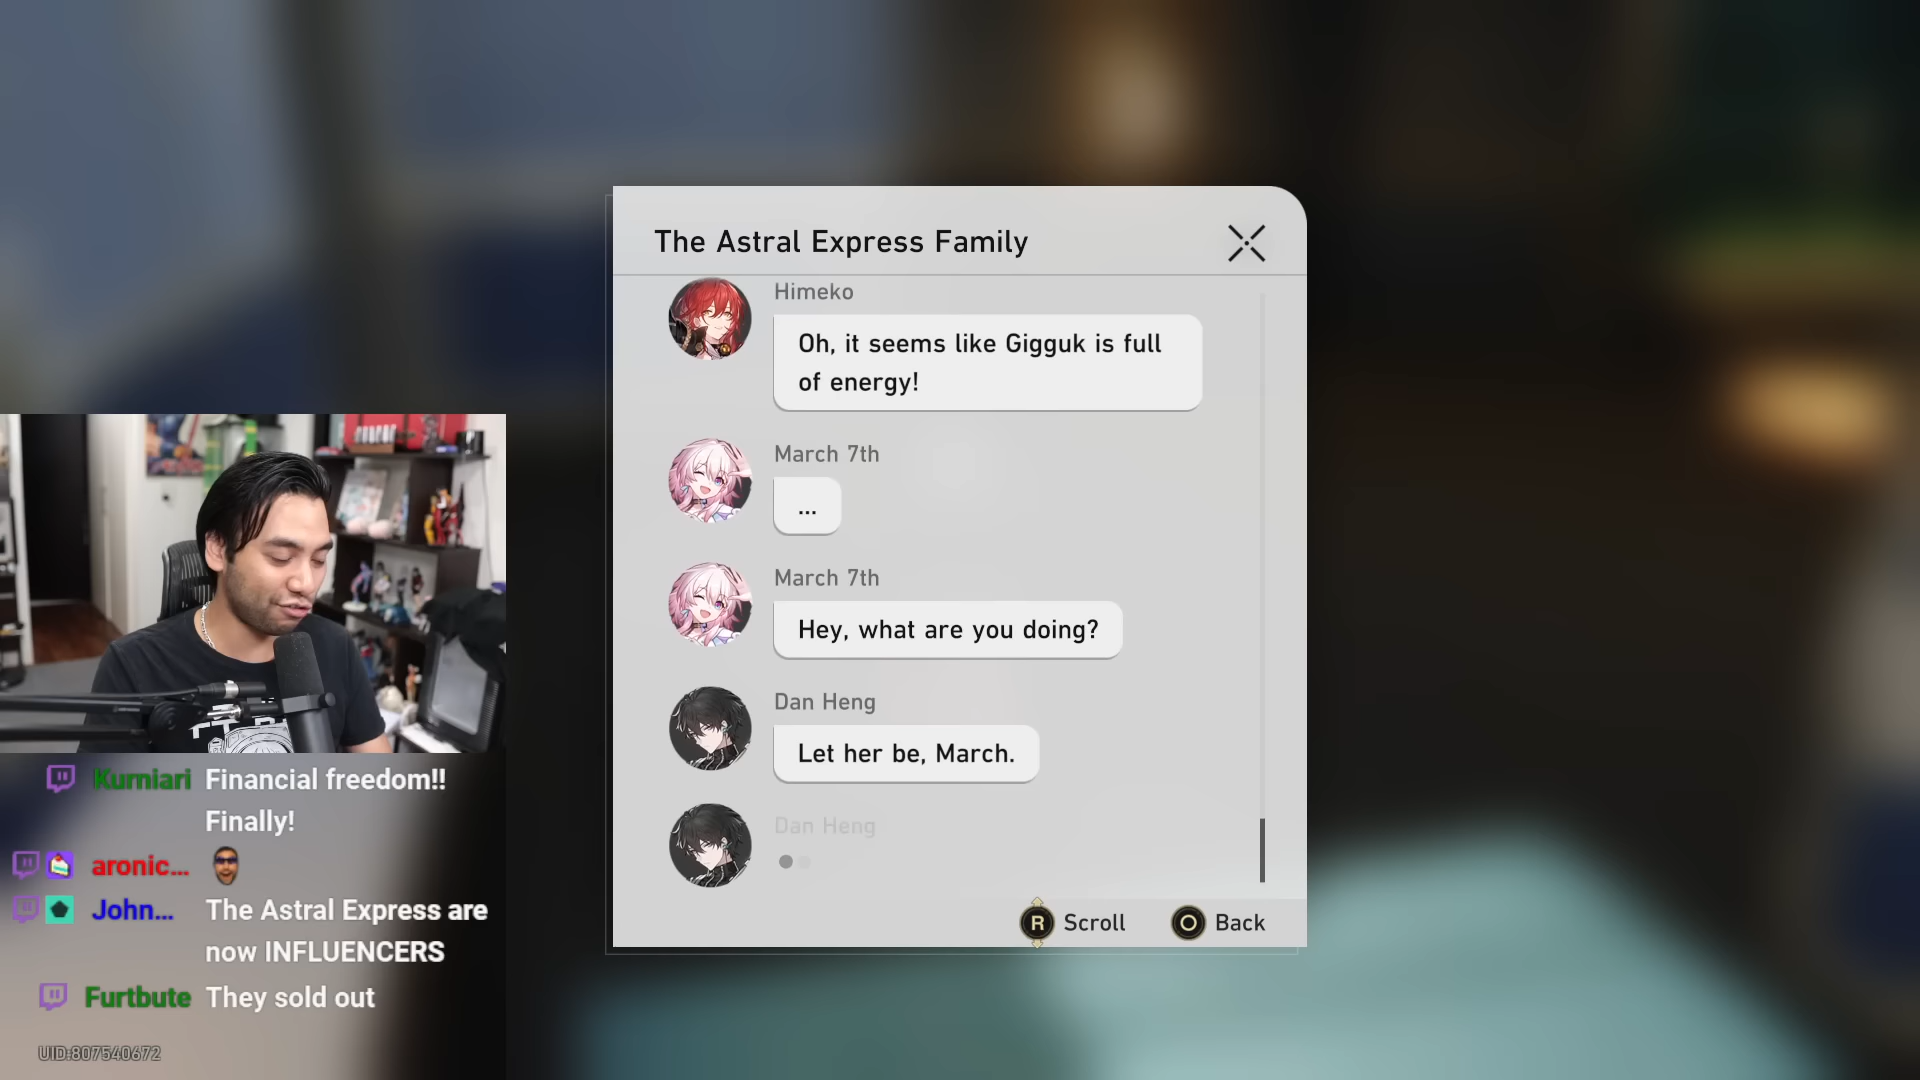 The Astral Express Family
Himeko
Oh, it seems like Gigguk is full
of energy!
March 7th
...
March 7th
Hey, what are you doing?
Dan Heng
Let her be, March.
Dan Heng
R Scroll
Back
Kurniari Financial freedom!!
Finally!
aronic...
John... The Astral Express are
now INFLUENCERS
Furtbute They sold out
UID:807540672